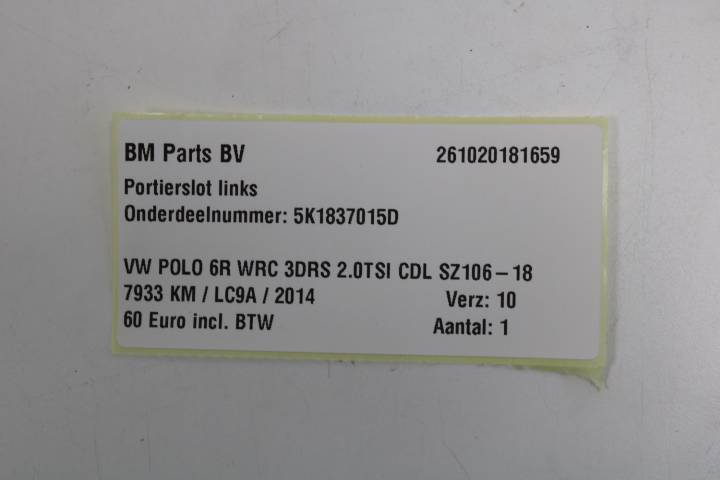 BM Parts BV 261020181659
Portierslot links
Onderdeelnummer: 5K1837015D
VW POLO 6R WRC 3DRS 2.0TSI CDL SZ106-18
7933 KM / LC9A / 2014 Verz: 10
60 Euro incl. BTW Aantal: 1